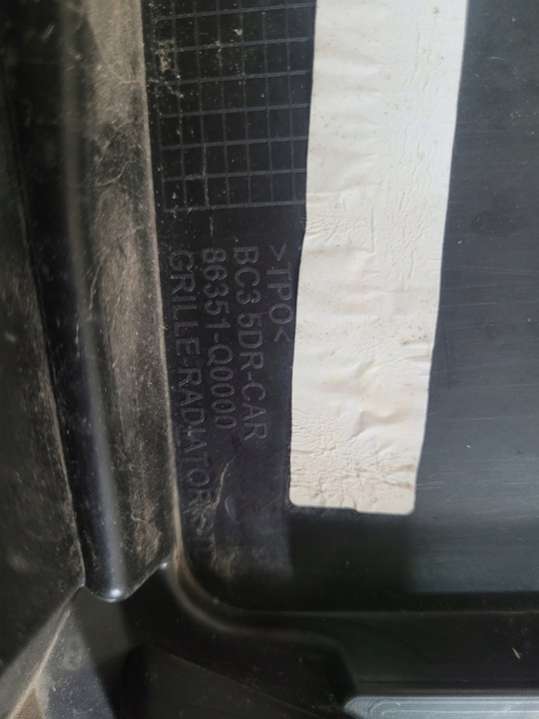 >TPO<
BC3 5DR-CAR
86351-Q0000
GRILLE-RADIATOR